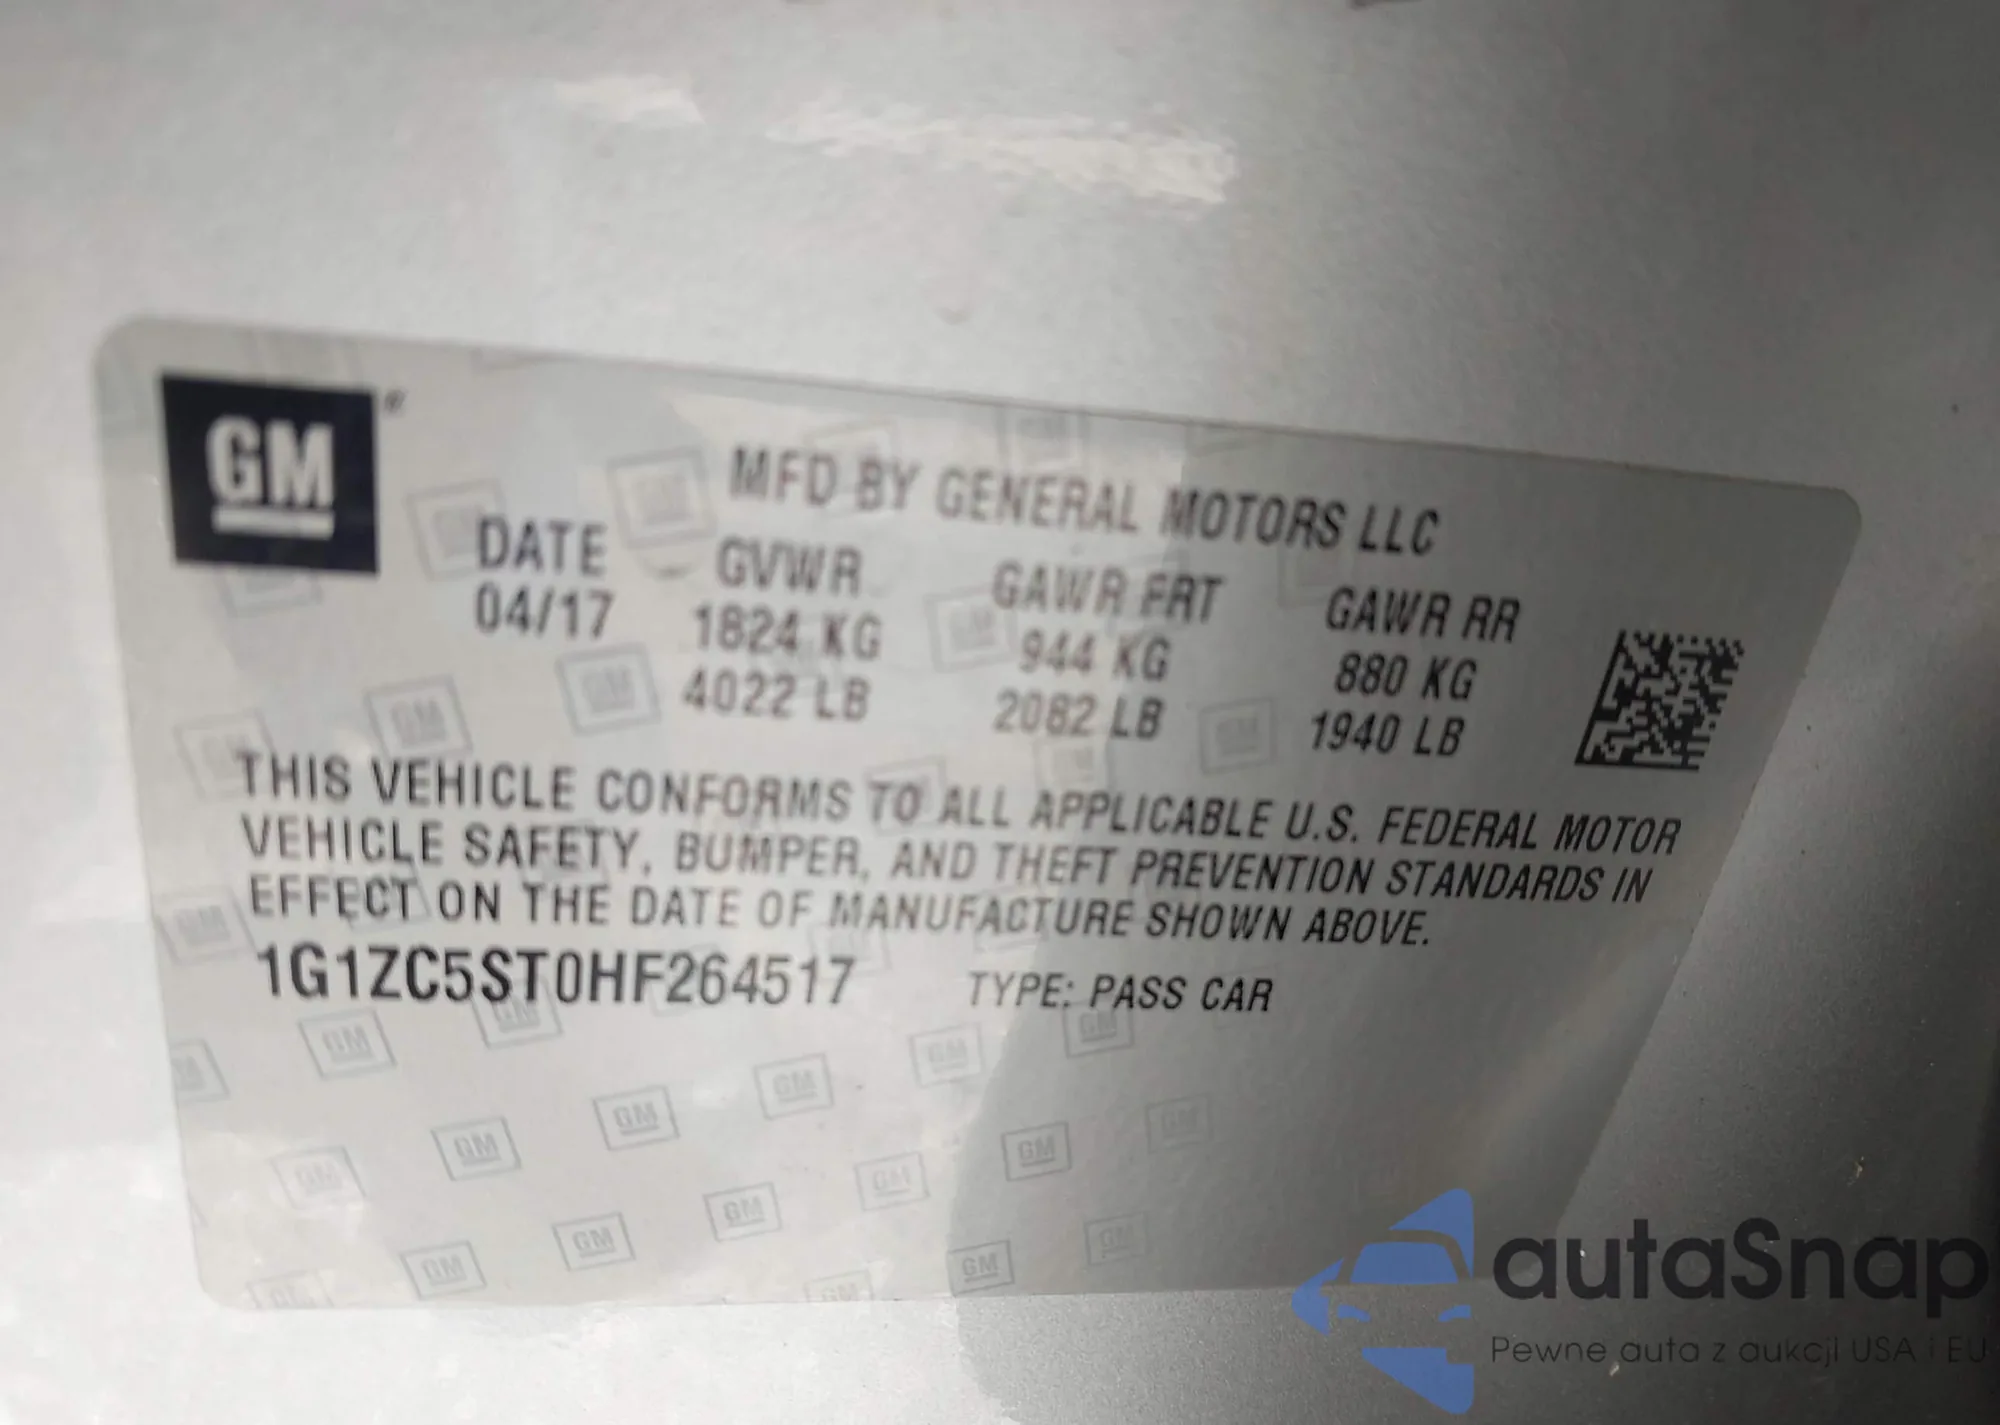 GM ®
MFD BY GENERAL MOTORS LLC
DATE GVWR GAWR FRT GAWR RR
04/17 1824 KG 944 KG 880 KG
4022 LB 2082 LB 1940 LB
THIS VEHICLE CONFORMS TO ALL APPLICABLE U.S. FEDERAL MOTOR
VEHICLE SAFETY, BUMPER, AND THEFT PREVENTION STANDARDS IN
EFFECT ON THE DATE OF MANUFACTURE SHOWN ABOVE.
1G1ZC5ST0HF264517 TYPE: PASS CAR
autaSnap
Pewne auta z aukcji USA i EU